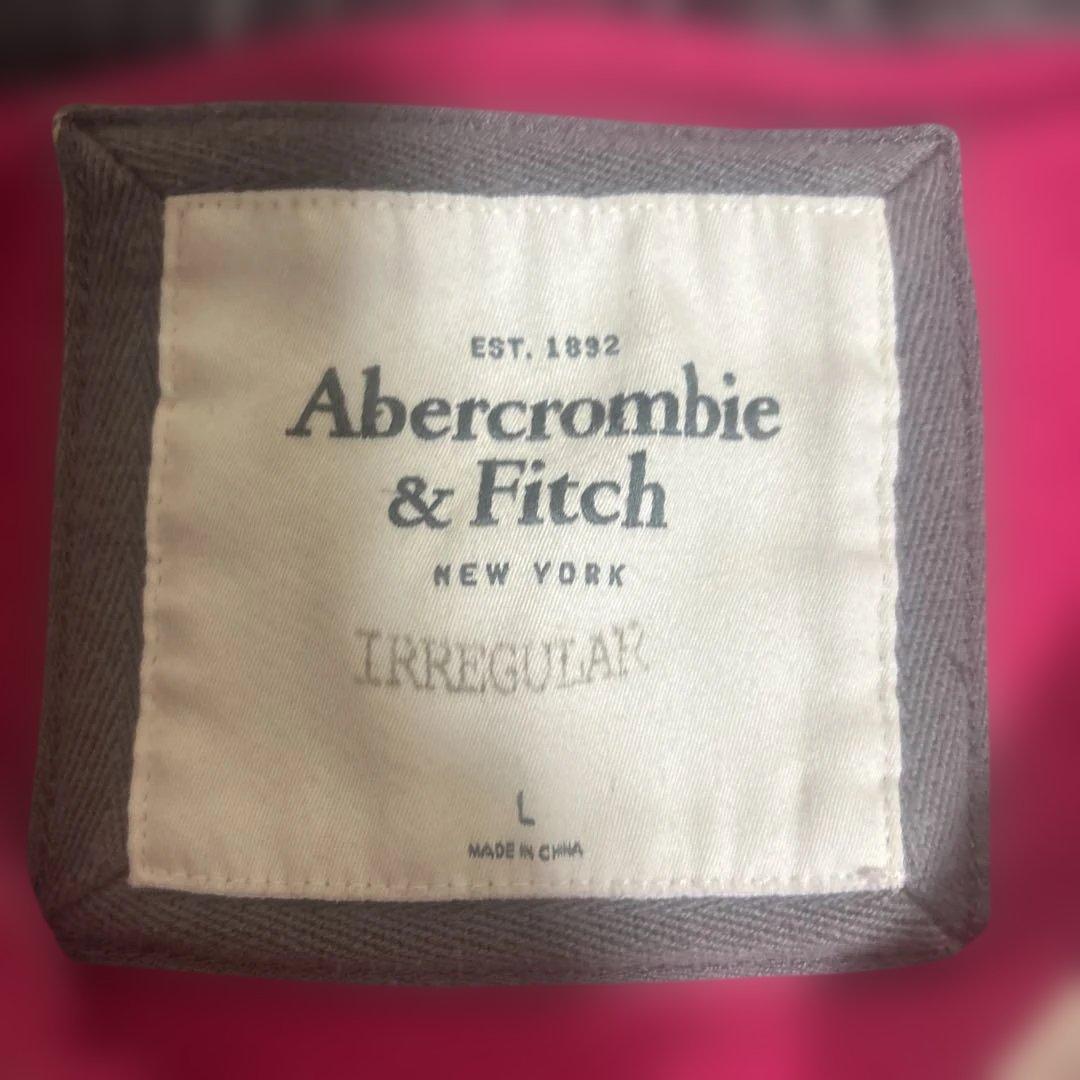 EST. 1892
Abercrombie
& Fitch
NEW YORK
IRREGULAR
L
MADE IN CHINA